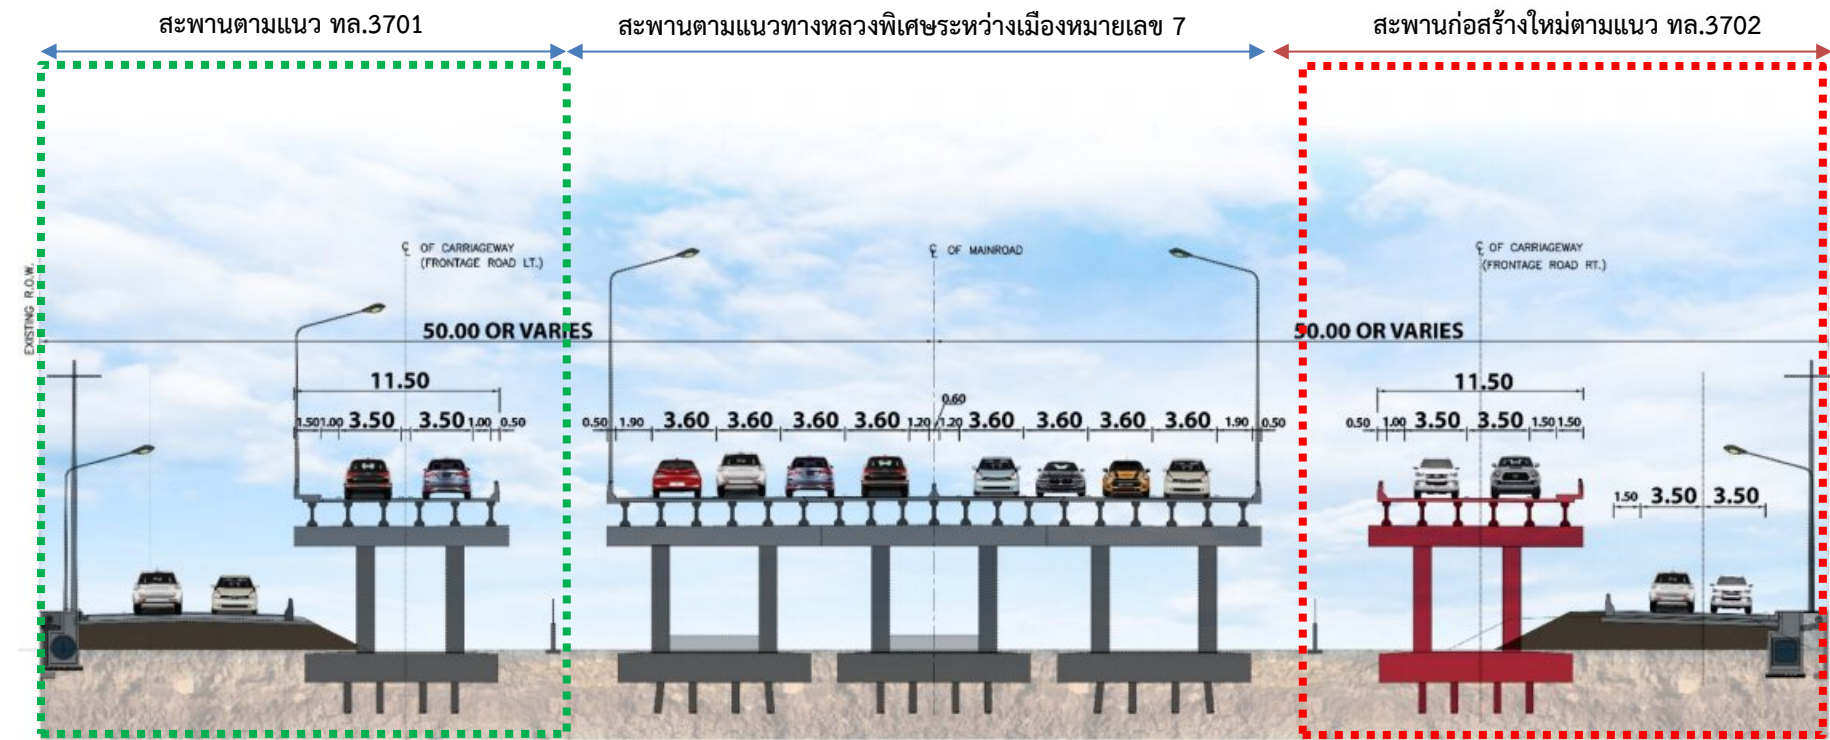 สะพานตามแนว ทล.3701
สะพานตามแนวทางหลวงพิเศษระหว่างเมืองหมายเลข 7
สะพานก่อสร้างใหม่ตามแนว ทล.3702
EXISTING R.O.W.
℄ OF CARRIAGEWAY
(FRONTAGE ROAD LT.)
℄ OF MAINROAD
℄ OF CARRIAGEWAY
(FRONTAGE ROAD RT.)
50.00 OR VARIES
50.00 OR VARIES
11.50
11.50
0.60
1.50 1.00 3.50 3.50 1.00 0.50
0.50 1.90 3.60 3.60 3.60 3.60 1.20 1.20 3.60 3.60 3.60 3.60 1.90 0.50
0.50 1.00 3.50 3.50 1.50 1.50
1.50 3.50 3.50